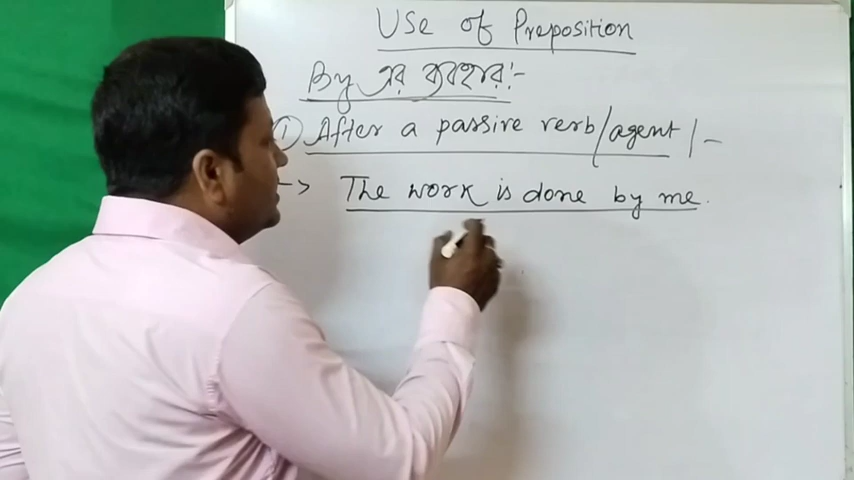 Use of Preposition
By এর ব্যবহার:-
① After a passive verb/agent/-
-> The work is done by me.